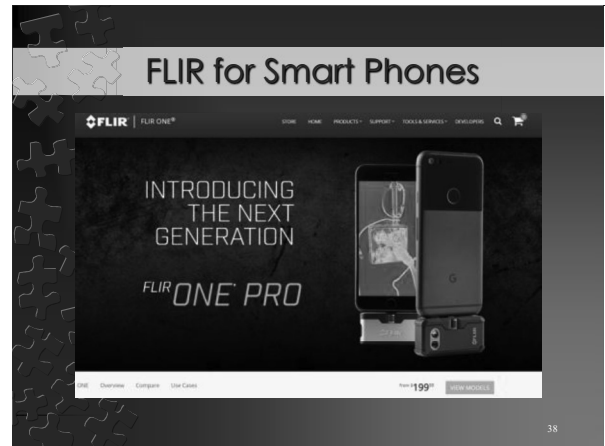 FLIR for Smart Phones
FLIR | FLIR ONE®
STORE HOME PRODUCTS SUPPORT TOOLS & SERVICES DEVELOPERS
INTRODUCING
THE NEXT
GENERATION
FLIR ONE PRO
G
ONE Overview Compare Use Cases
From $199 VIEW MODELS
38